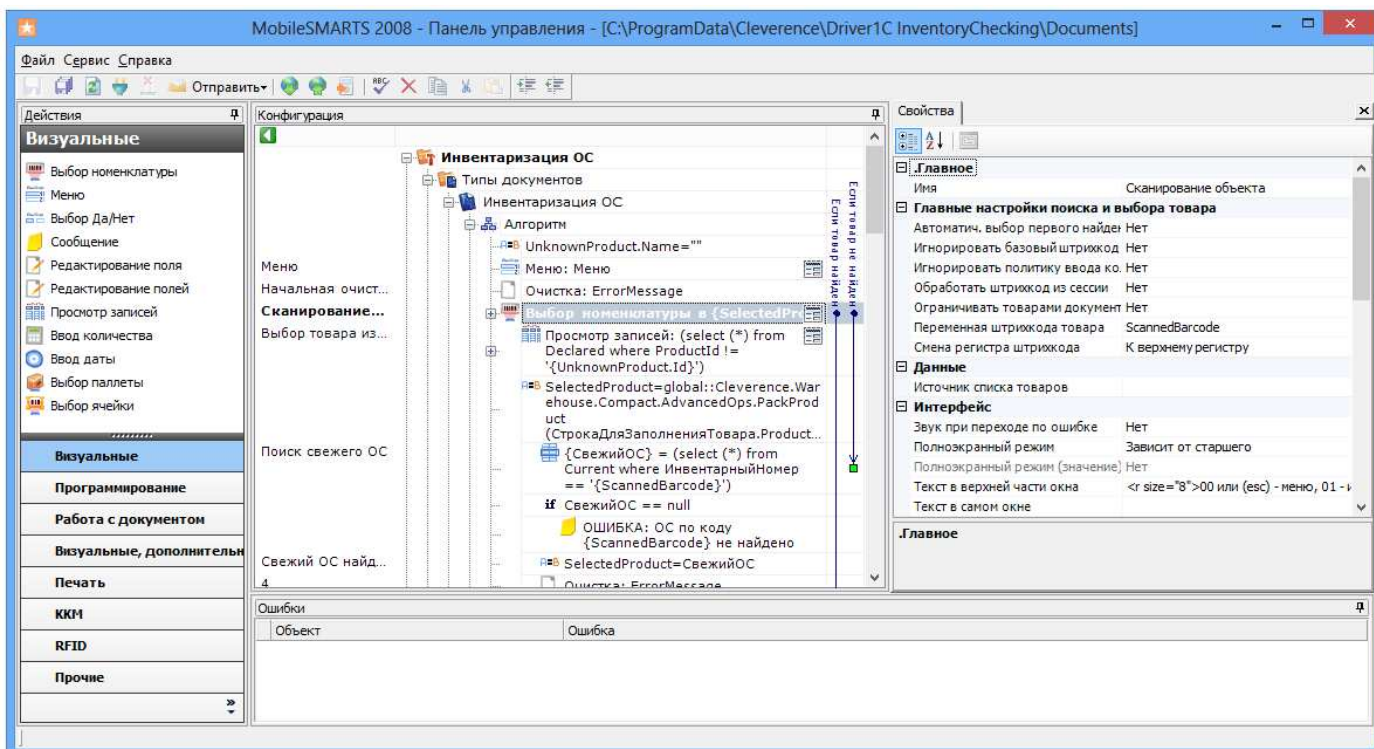 MobileSMARTS 2008 - Панель управления - [C:\ProgramData\Cleverence\Driver1C InventoryChecking\Documents]
Файл Сервис Справка
Отправить
Действия
Визуальные
Выбор номенклатуры
Меню
Выбор Да/Нет
Сообщение
Редактирование поля
Редактирование полей
Просмотр записей
Ввод количества
Ввод даты
Выбор паллеты
Выбор ячейки
Визуальные
Программирование
Работа с документом
Визуальные, дополнительн
Печать
ККМ
RFID
Прочие
Конфигурация
Инвентаризация ОС
Типы документов
Инвентаризация ОС
Алгоритм
UnknownProduct.Name=""
Меню
Меню: Меню
Начальная очист...
Очистка: ErrorMessage
Сканирование...
Выбор номенклатуры в {SelectedPr
Выбор товара из...
Просмотр записей: (select (*) from
Declared where ProductId !=
'{UnknownProduct.Id}')
SelectedProduct=global::Cleverence.War
ehouse.Compact.AdvancedOps.PackProd
uct
(СтрокаДляЗаполненияТовара.Product...
Поиск свежего ОС
{СвежийОС} = (select (*) from
Current where ИнвентарныйНомер
== '{ScannedBarcode}')
if СвежийОС == null
ОШИБКА: ОС по коду
{ScannedBarcode} не найдено
Свежий ОС найд...
SelectedProduct=СвежийОС
4
Очистка: ErrorMessage
Если товар найден
Если товар не найден
Свойства
.Главное
Имя Сканирование объекта
Главные настройки поиска и выбора товара
Автоматич. выбор первого найден Нет
Игнорировать базовый штрихкод Нет
Игнорировать политику ввода ко. Нет
Обработать штрихкод из сессии Нет
Ограничивать товарами документ Нет
Переменная штрихкода товара ScannedBarcode
Смена регистра штрихкода К верхнему регистру
Данные
Источник списка товаров
Интерфейс
Звук при переходе по ошибке Нет
Полноэкранный режим Зависит от старшего
Полноэкранный режим (значение) Нет
Текст в верхней части окна <r size="8">00 или (esc) - меню, 01 - и
Текст в самом окне
.Главное
Ошибки
Объект Ошибка